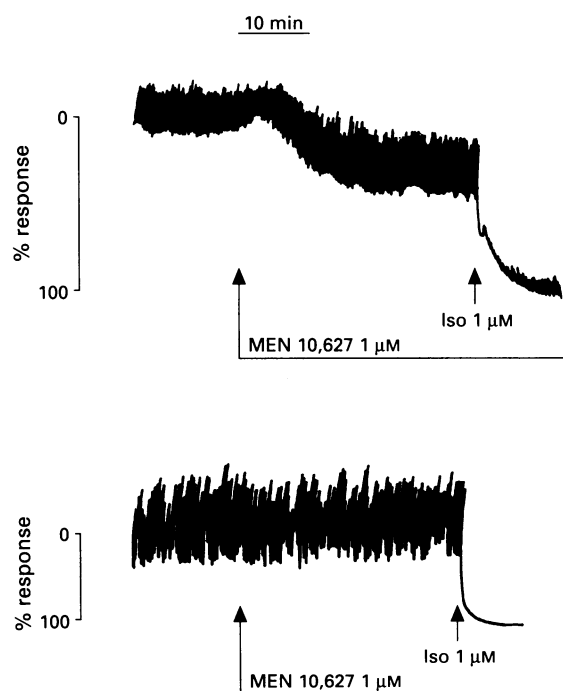 10 min
0
% response
100
Iso 1 µM
MEN 10,627 1 µM
0
% response
100
Iso 1 µM
MEN 10,627 1 µM